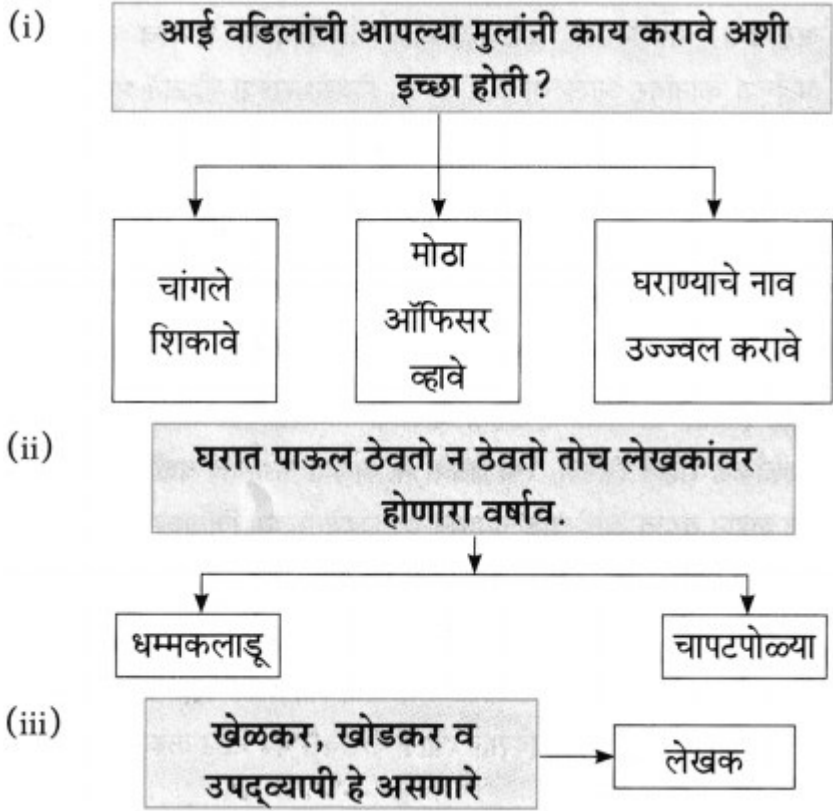 (i)
आई वडिलांची आपल्या मुलांनी काय करावे अशी
इच्छा होती?
चांगले
शिकावे
मोठा
ऑफिसर
व्हावे
घराण्याचे नाव
उज्ज्वल करावे
(ii)
घरात पाऊल ठेवतो न ठेवतो तोच लेखकांवर
होणारा वर्षाव.
धम्मकलाडू
चापटपोळ्या
(iii)
खेळकर, खोडकर व
उपद्व्यापी हे असणारे
लेखक